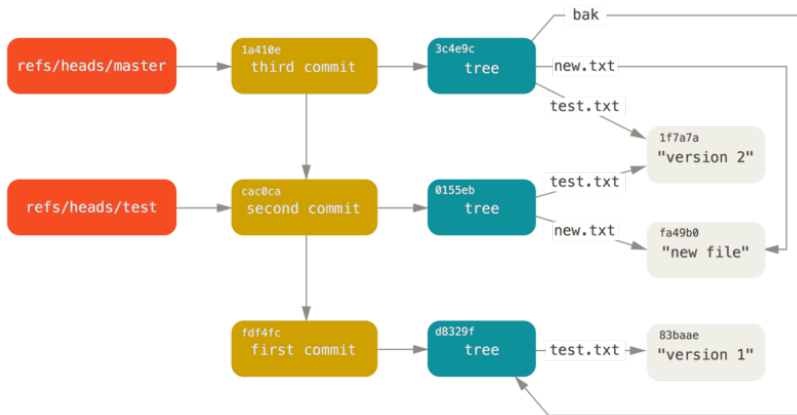 bak
1a410e
3c4e9c
refs/heads/master
third commit
tree
new.txt
test.txt
1f7a7a
"version 2"
cac0ca
0155eb
test.txt
refs/heads/test
second commit
tree
new.txt
fa49b0
"new file"
fdf4fc
d8329f
83baae
first commit
tree
test.txt
"version 1"